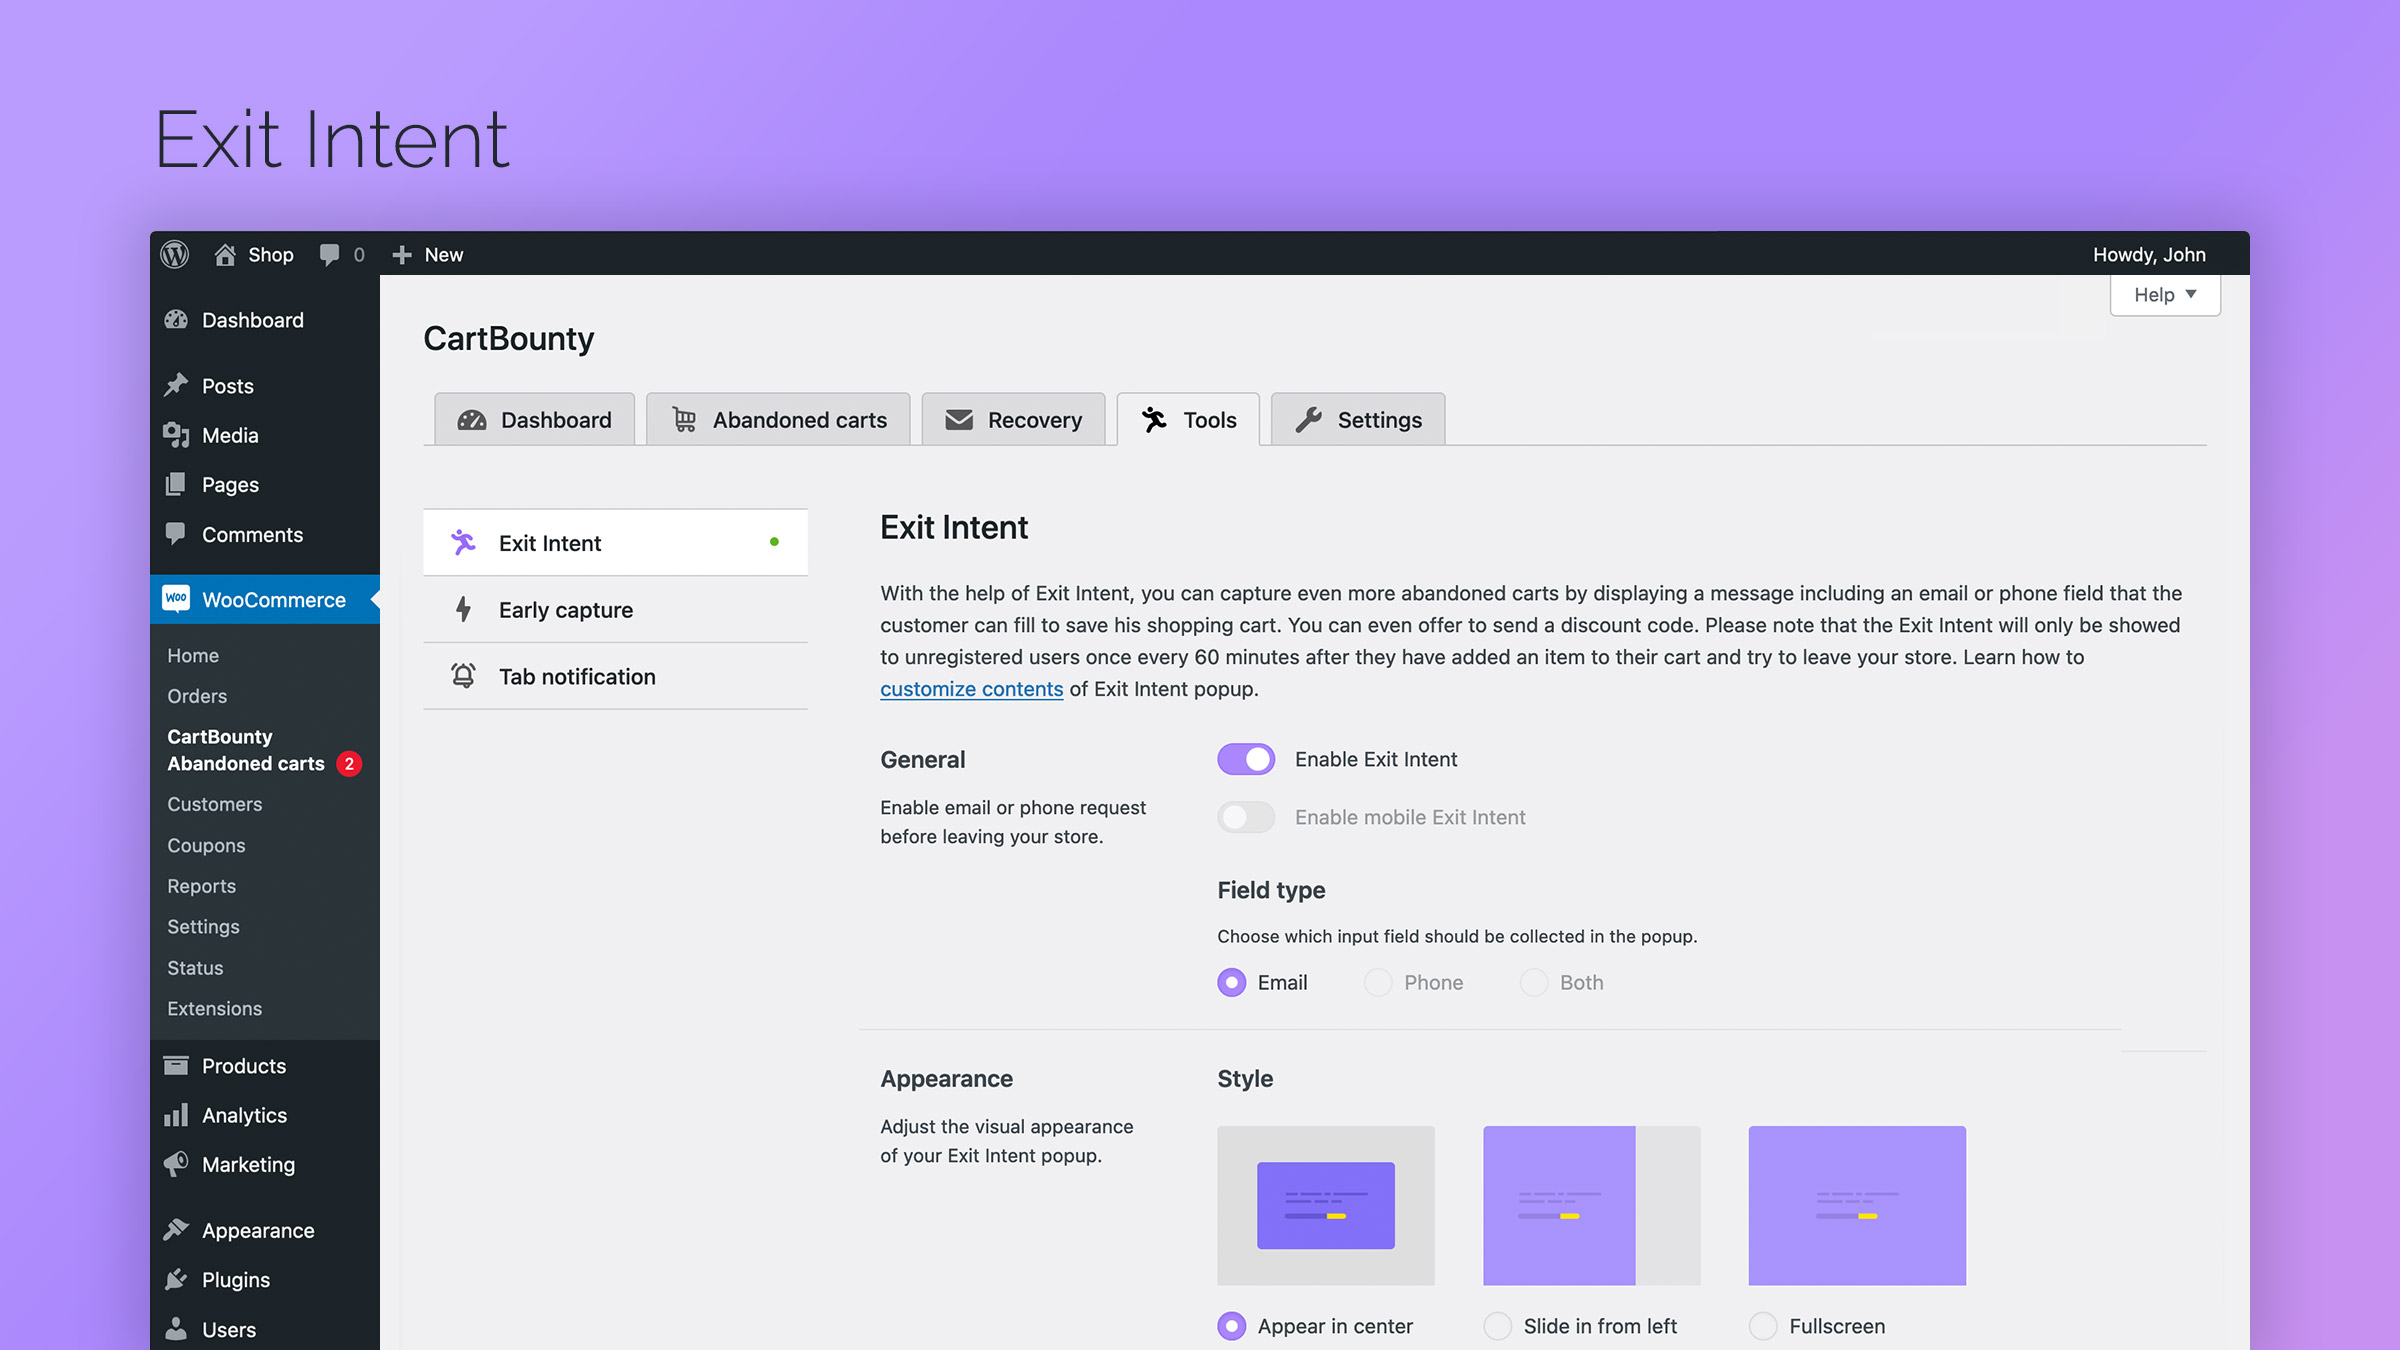 Exit Intent
Shop
0
New
Howdy, John
Help
Dashboard
Posts
Media
Pages
Comments
WOO
WooCommerce
Home
Orders
CartBounty
Abandoned carts 2
Customers
Coupons
Reports
Settings
Status
Extensions
Products
Analytics
Marketing
Appearance
Plugins
Users
CartBounty
Dashboard
Abandoned carts
Recovery
Tools
Settings
Exit Intent
Early capture
Tab notification
Exit Intent
With the help of Exit Intent, you can capture even more abandoned carts by displaying a message including an email or phone field that the
customer can fill to save his shopping cart. You can even offer to send a discount code. Please note that the Exit Intent will only be showed
to unregistered users once every 60 minutes after they have added an item to their cart and try to leave your store. Learn how to
customize contents of Exit Intent popup.
General
Enable email or phone request
before leaving your store.
Enable Exit Intent
Enable mobile Exit Intent
Field type
Choose which input field should be collected in the popup.
Email
Phone
Both
Appearance
Adjust the visual appearance
of your Exit Intent popup.
Style
Appear in center
Slide in from left
Fullscreen